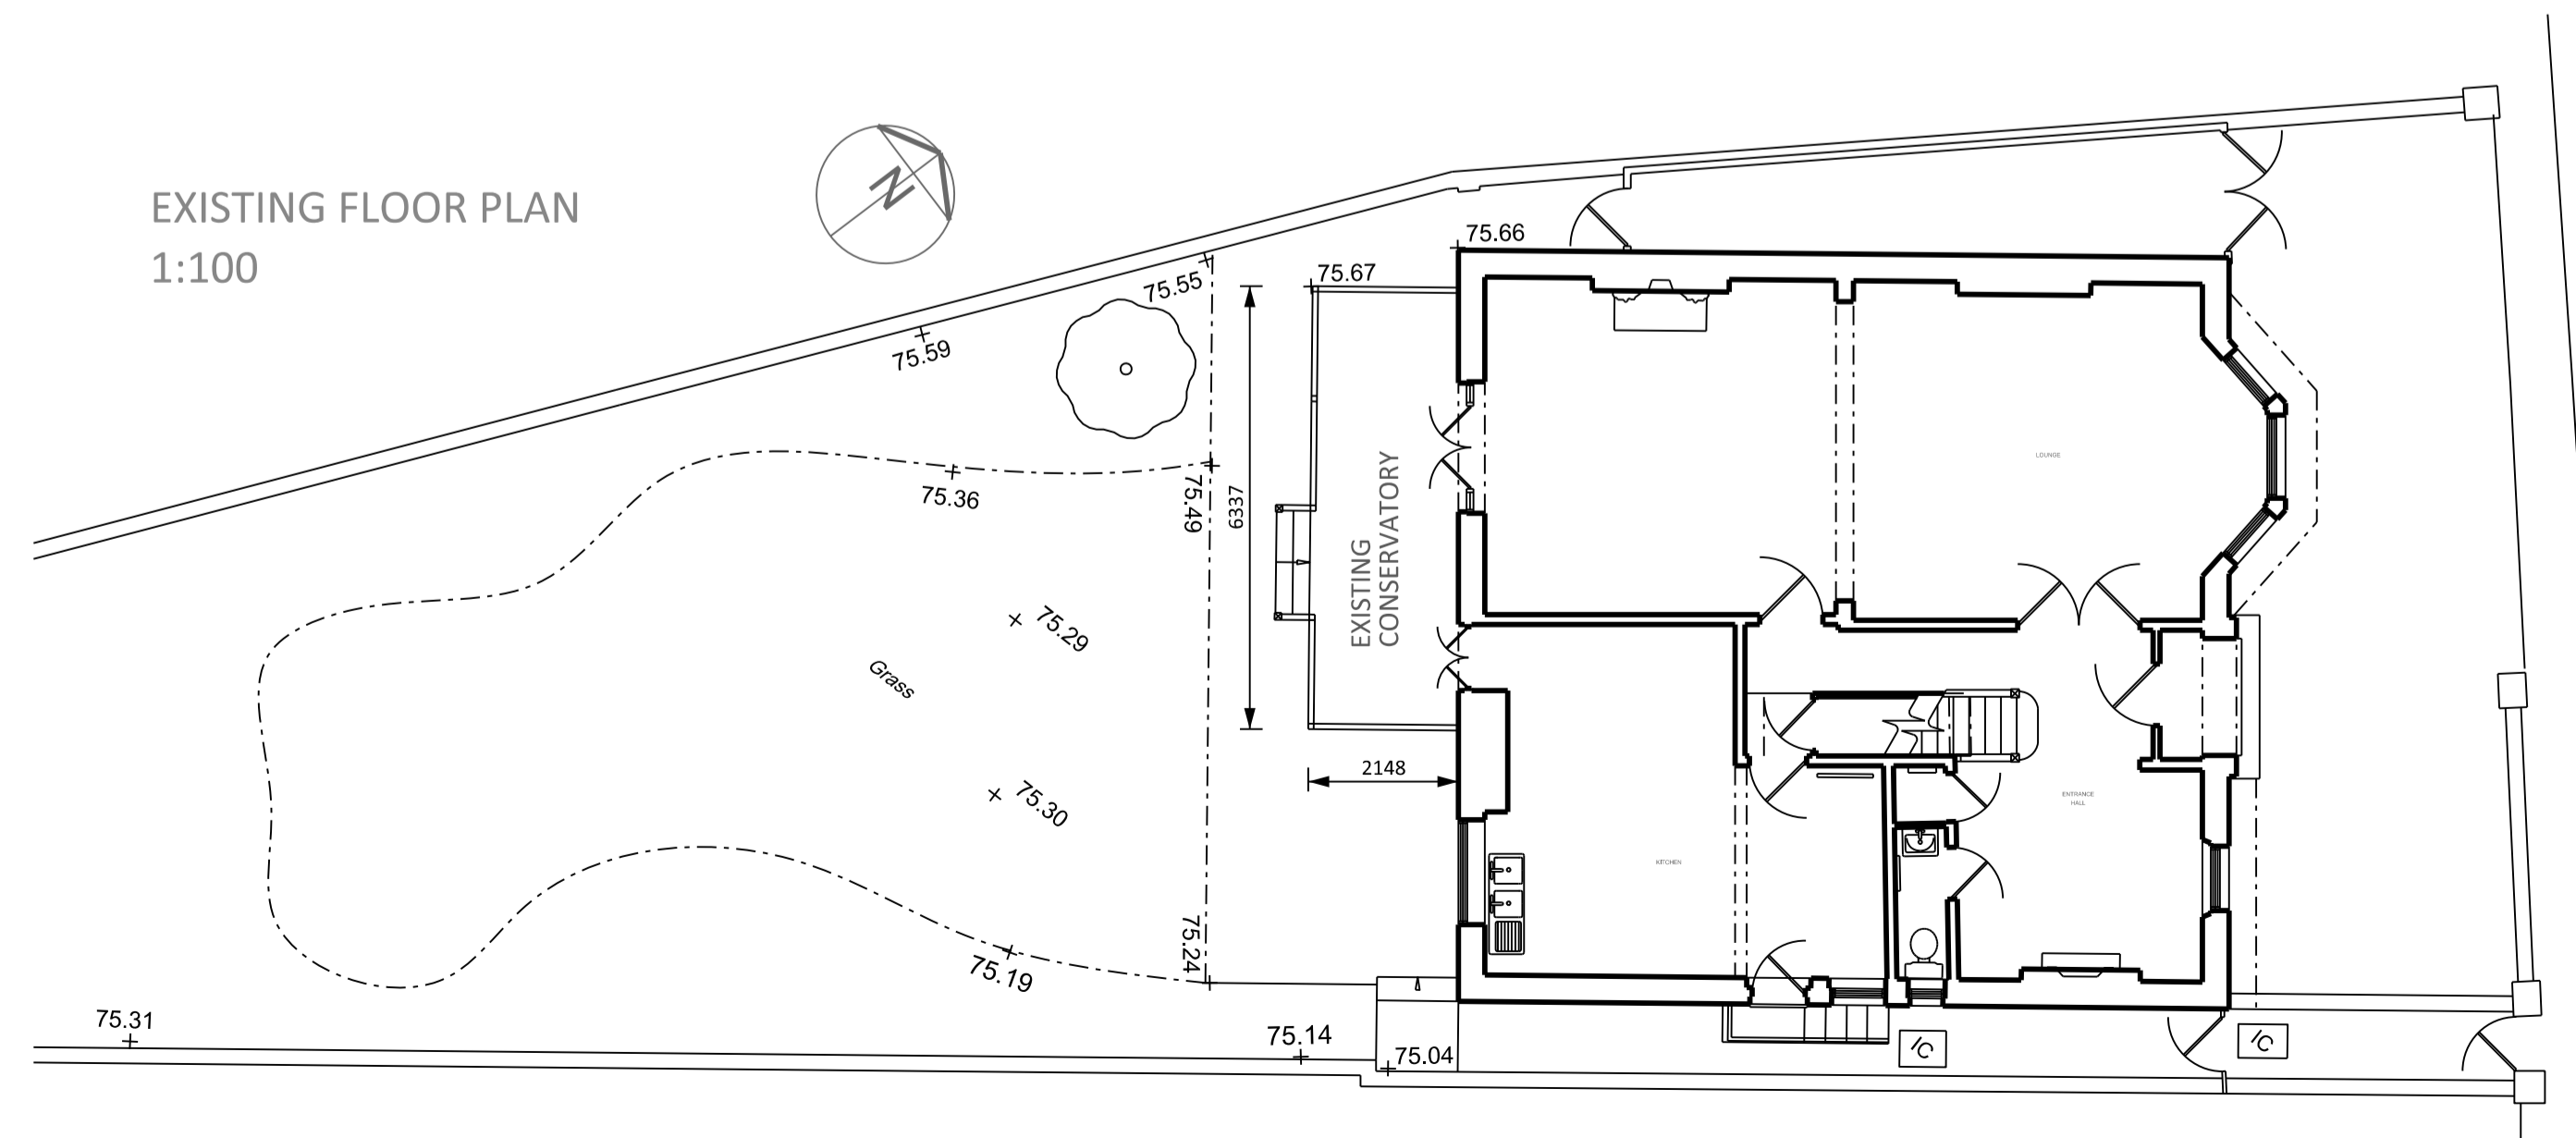 EXISTING FLOOR PLAN
1:100
N
75.66
75.67
75.55
75.59
75.36
75.49
6337
EXISTING
CONSERVATORY
LOUNGE
75.29
Grass
75.30
2148
ENTRANCE
HALL
KITCHEN
75.24
75.19
75.31
75.14
75.04
IC
IC